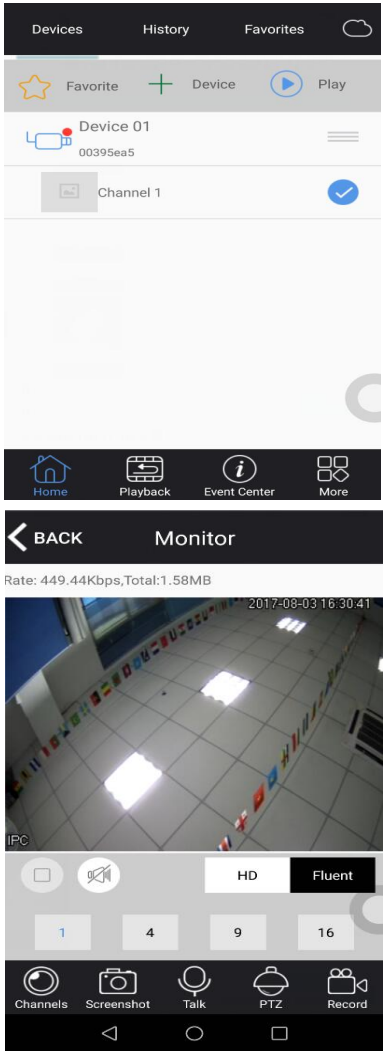 Devices History Favorites
Favorite Device Play
Device 01
00395ea5
Channel 1
Home Playback Event Center More
BACK Monitor
Rate: 449.44Kbps,Total:1.58MB
2017-08-03 16:30:41
IPC
HD Fluent
1 4 9 16
Channels Screenshot Talk PTZ Record